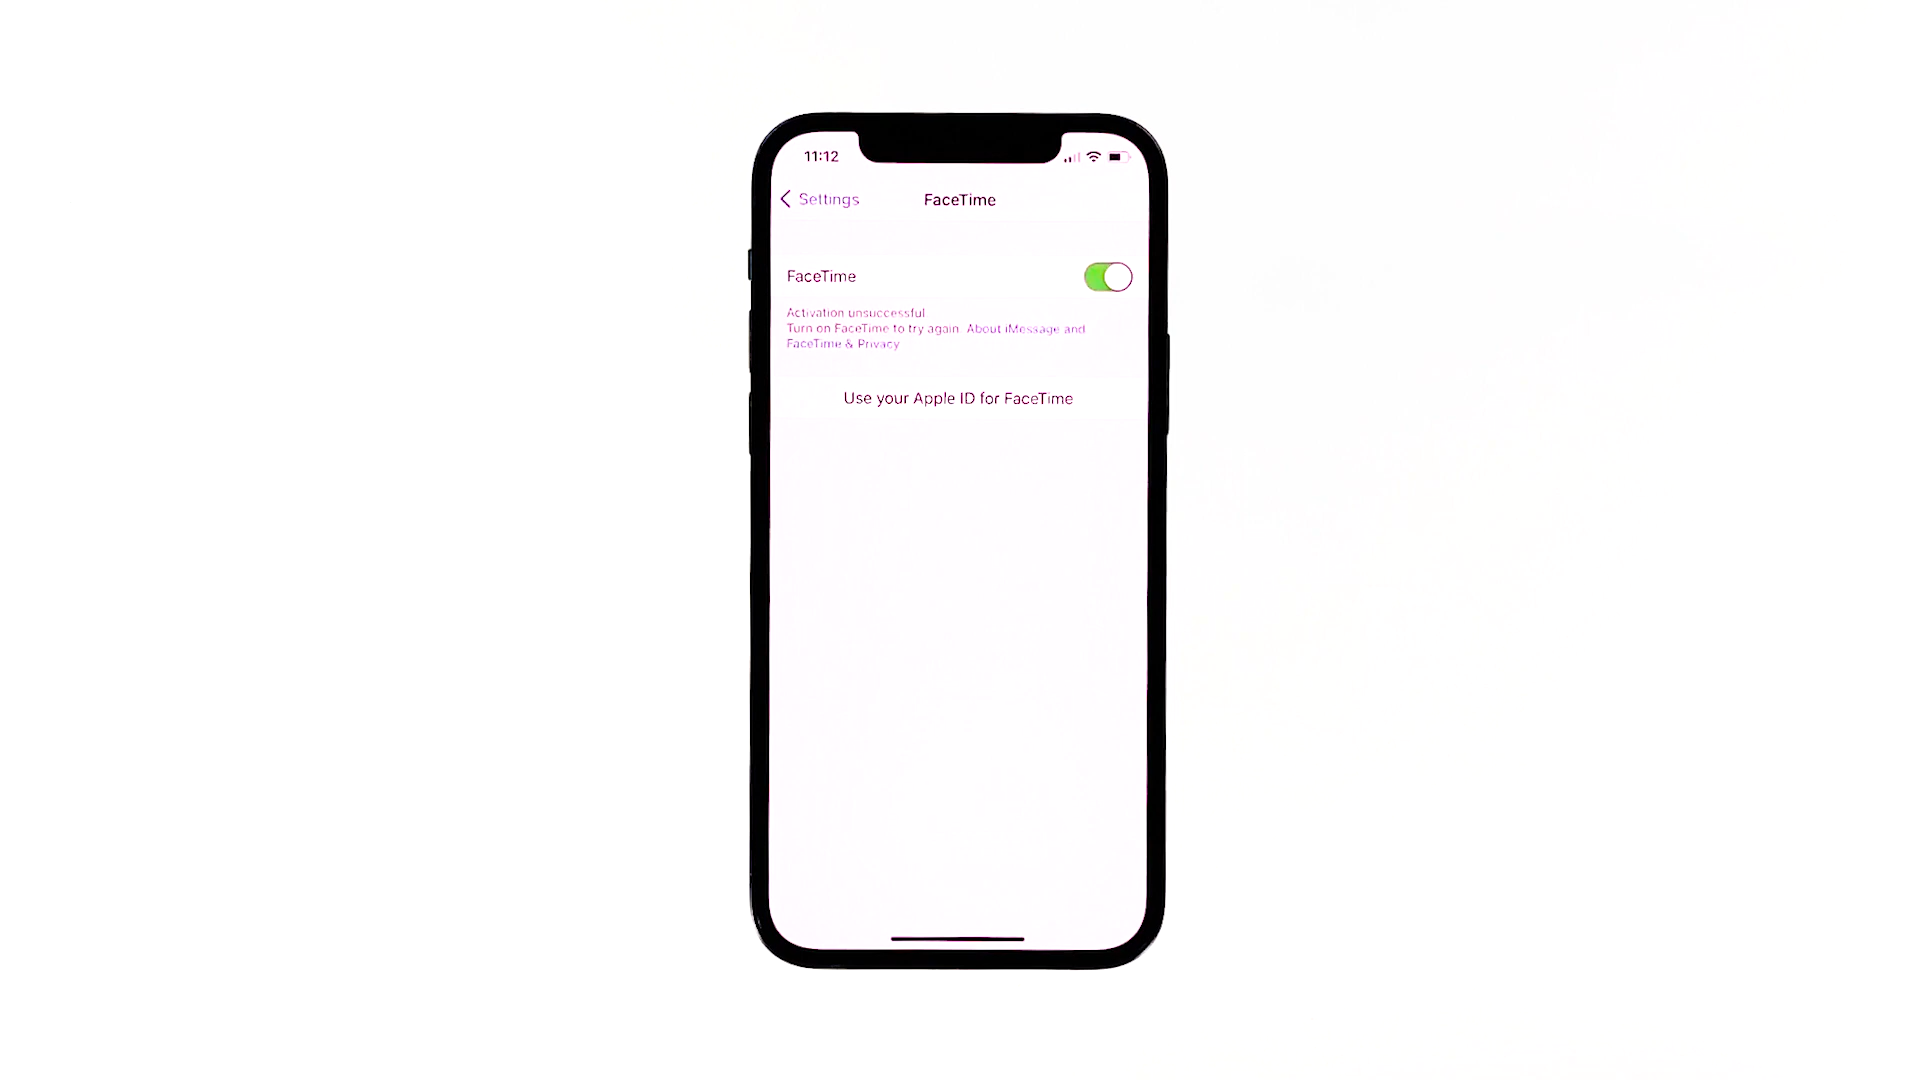 11:12
Settings
FaceTime
FaceTime
Activation unsuccessful
Turn on FaceTime to try again. About iMessage and
FaceTime & Privacy
Use your Apple ID for FaceTime